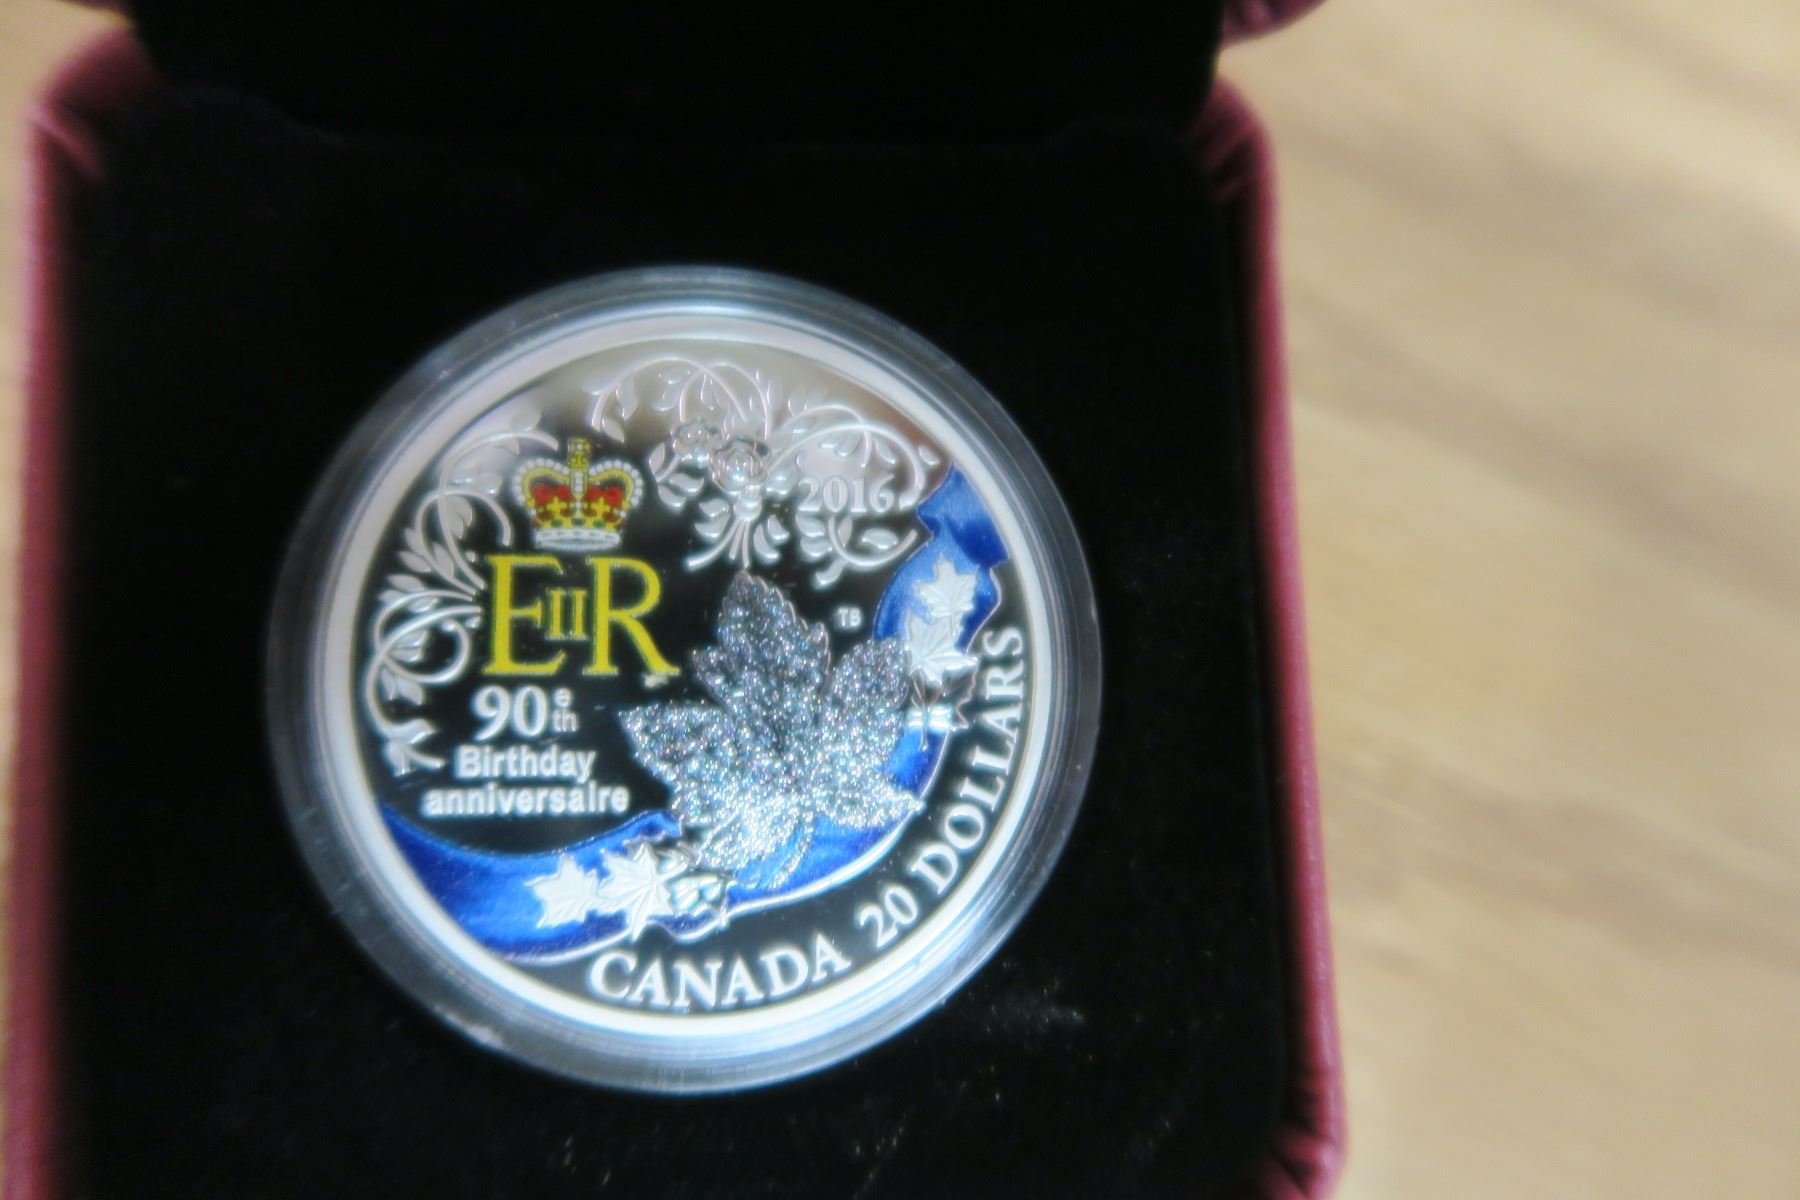 2016
EIIR
TB
90e th
Birthday
anniversaire
CANADA 20 DOLLARS